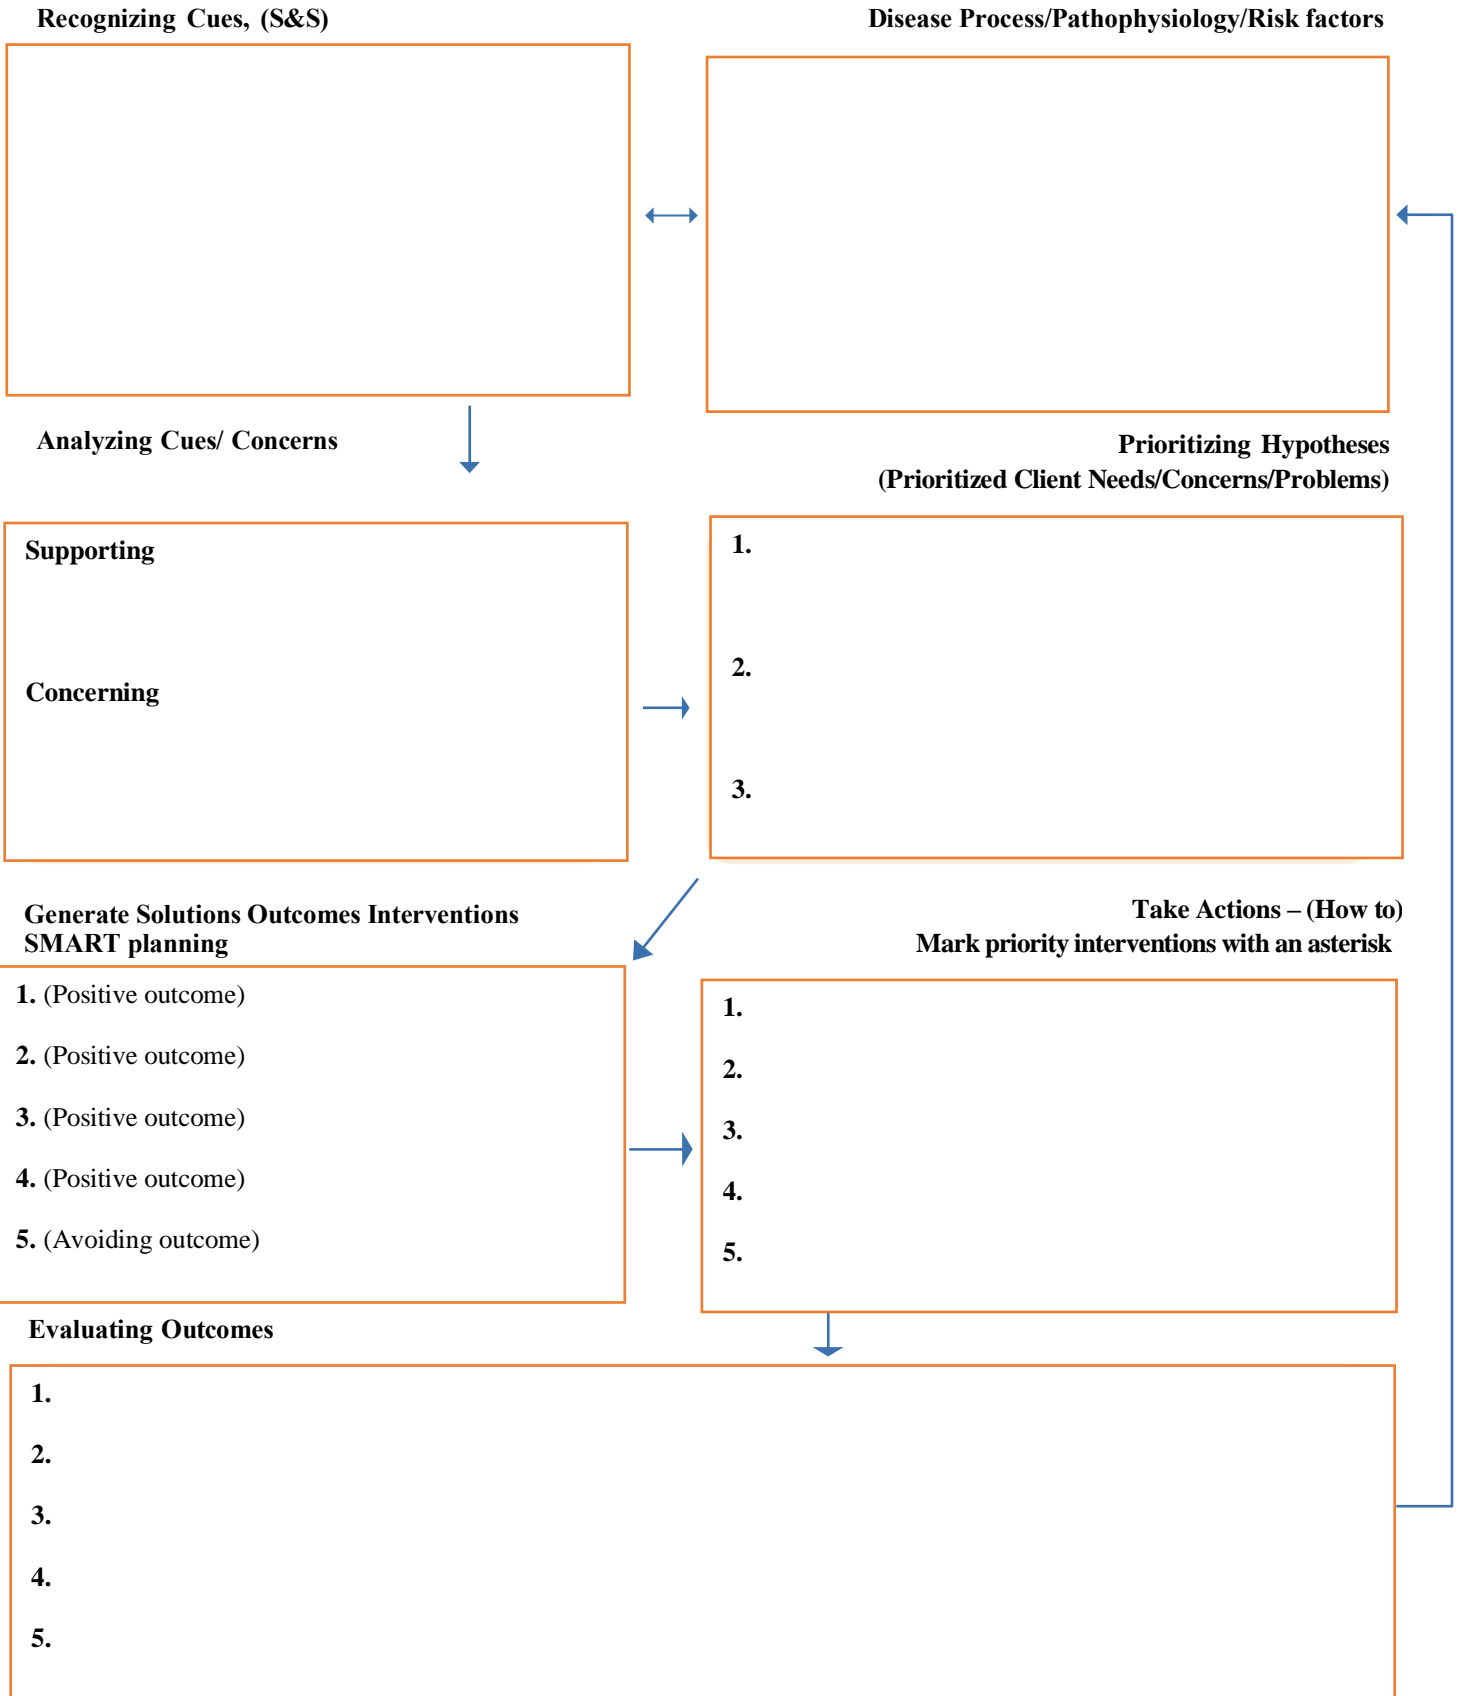 Recognizing Cues, (S&S)
Disease Process/Pathophysiology/Risk factors
Analyzing Cues/ Concerns
Prioritizing Hypotheses
(Prioritized Client Needs/Concerns/Problems)
Supporting
Concerning
1.
2.
3.
Generate Solutions Outcomes Interventions
SMART planning
Take Actions – (How to)
Mark priority interventions with an asterisk
1. (Positive outcome)
2. (Positive outcome)
3. (Positive outcome)
4. (Positive outcome)
5. (Avoiding outcome)
1.
2.
3.
4.
5.
Evaluating Outcomes
1.
2.
3.
4.
5.